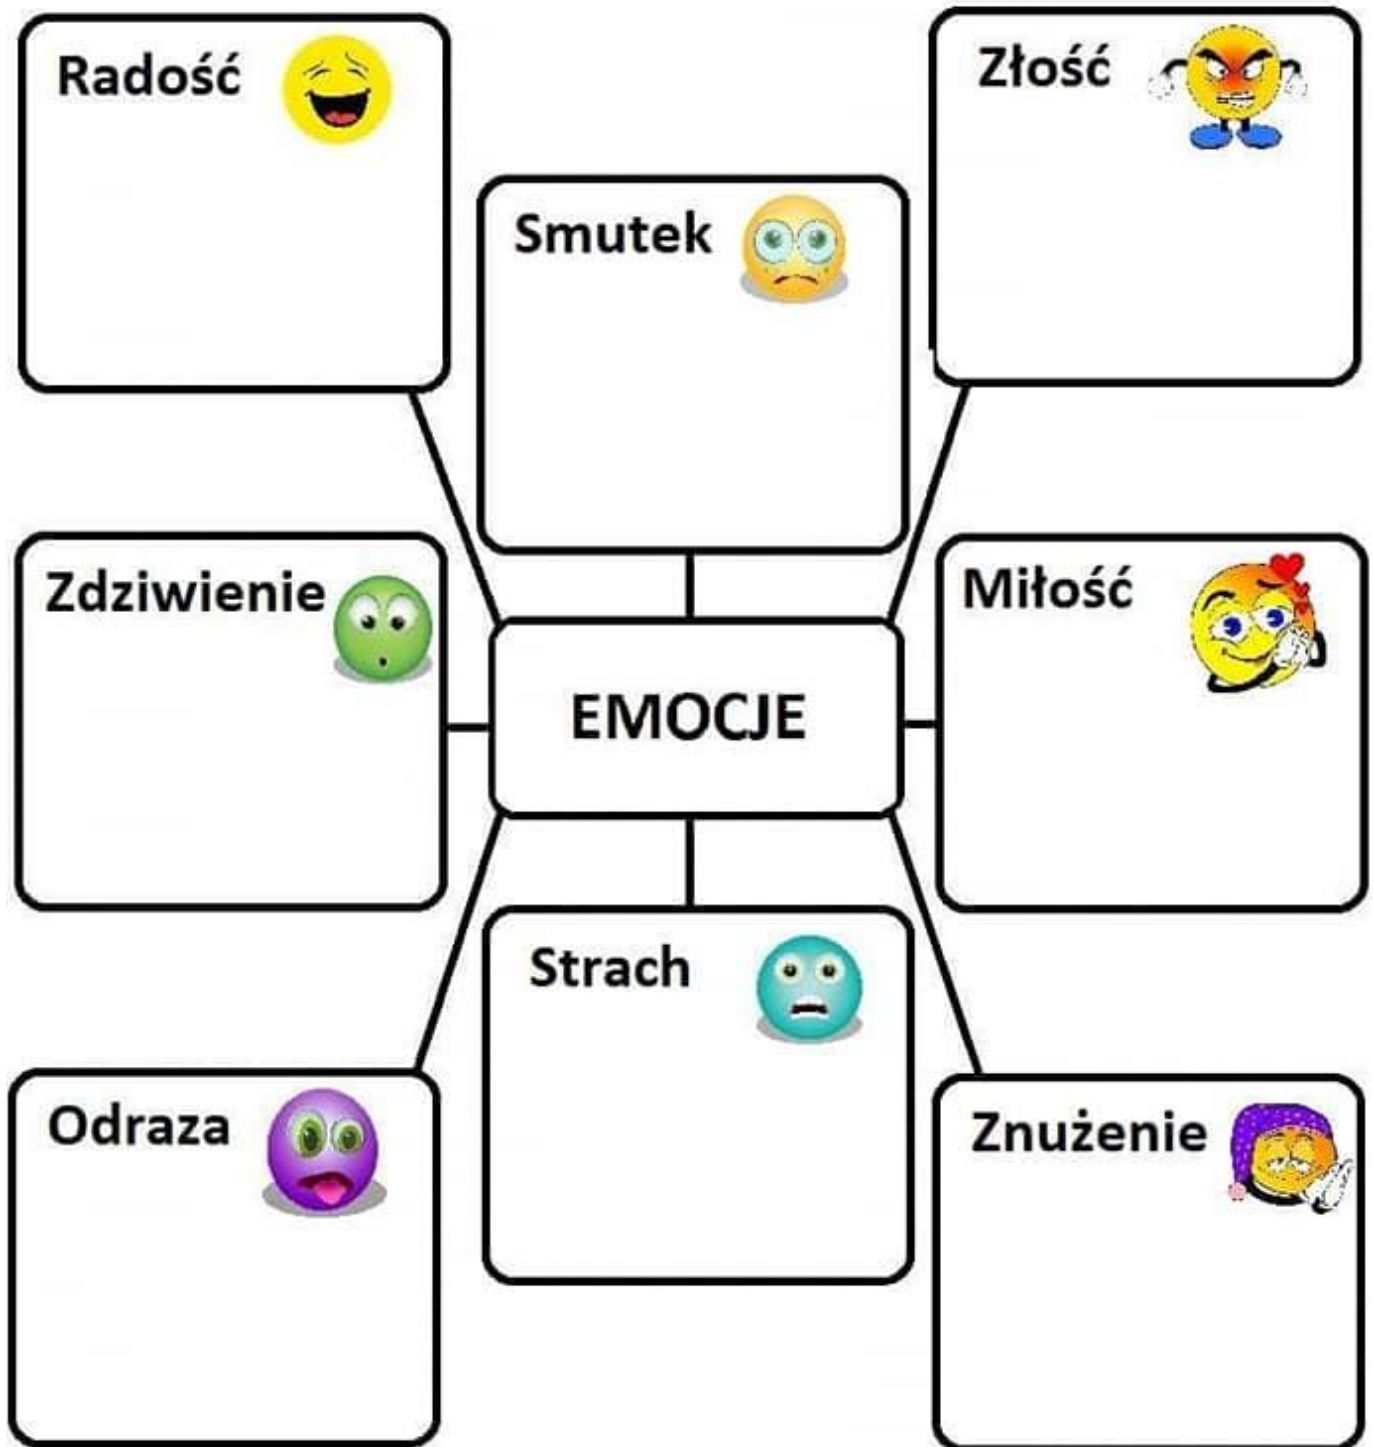 Radość
Złość
Smutek
Zdziwienie
Miłość
EMOCJE
Strach
Odraza
Znużenie